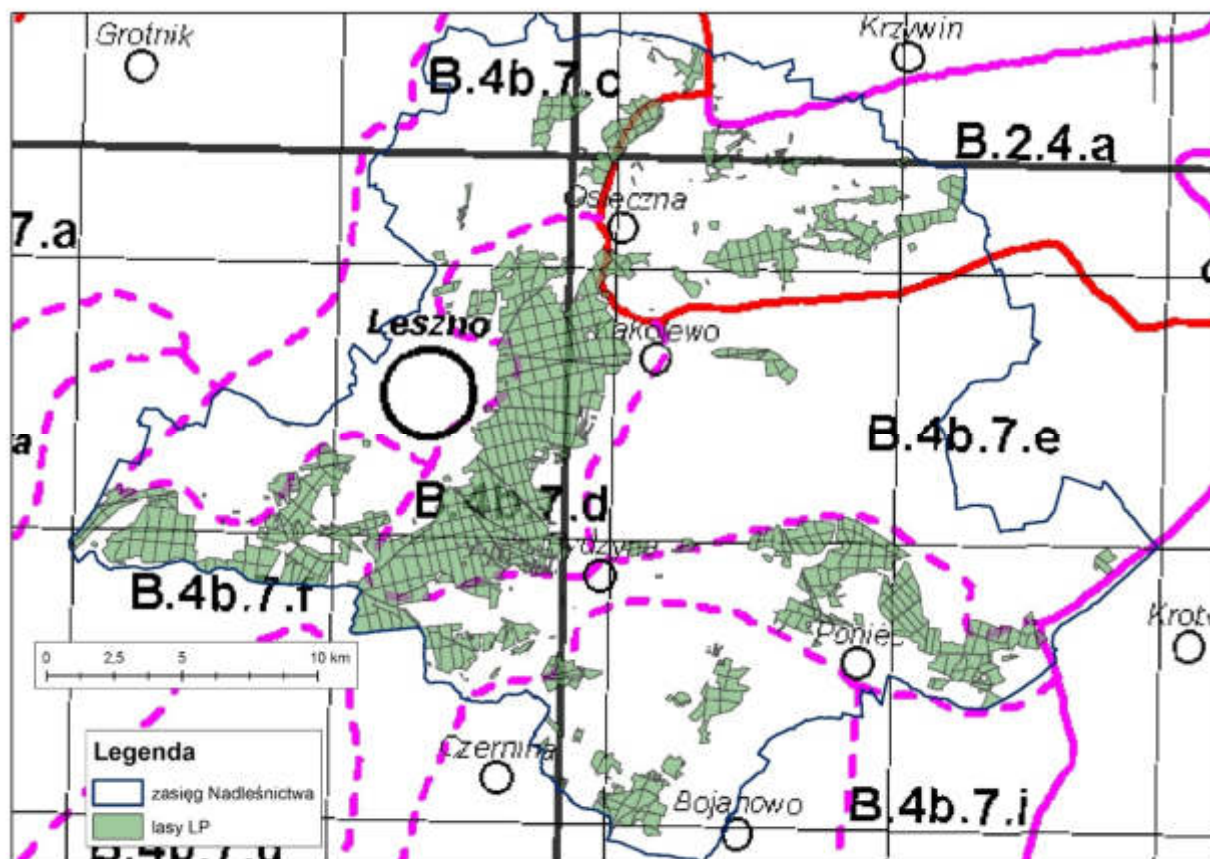 Grotnik
Krzywin
B.4b.7.c
B.2.4.a
7.a
Osieczna
Leszno
B.4b.7.e
B.4b.7.d
B.4b.7.f
Poniec
0 2,5 5 10 km
Czernina
Bojanowo
B.4b.7.i
Legenda
zasięg Nadleśnictwa
lasy LP